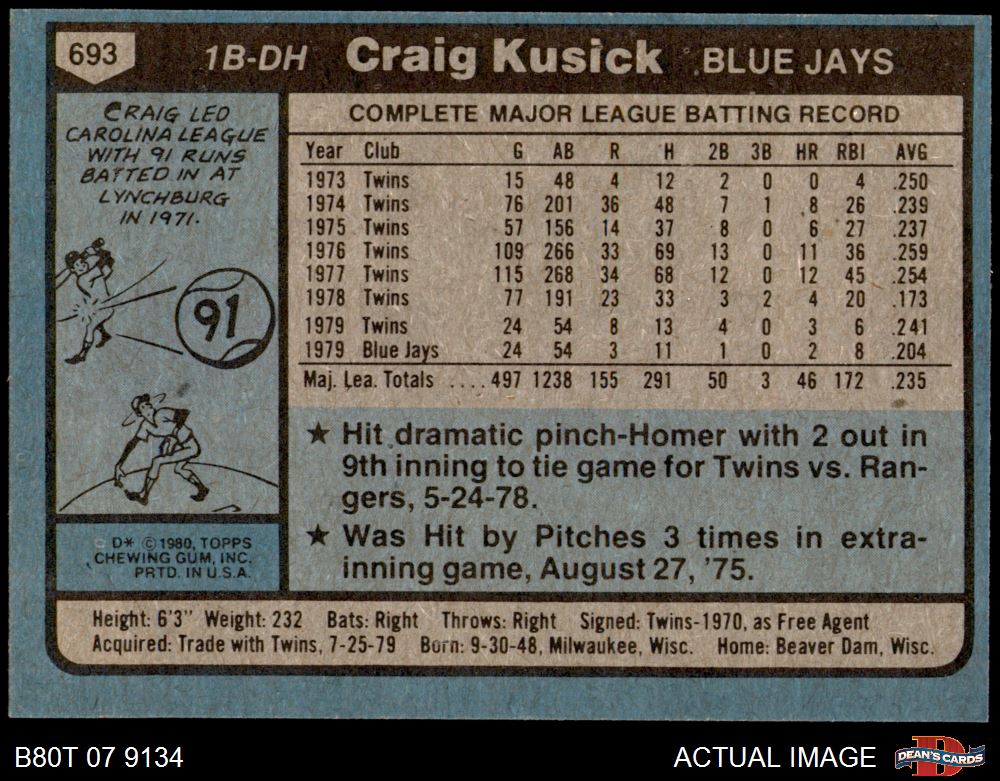 693 1B-DH Craig Kusick BLUE JAYS
CRAIG LED
CAROLINA LEAGUE
WITH 91 RUNS
BATTED IN AT
LYNCHBURG
IN 1971.
91
D* © 1980, TOPPS
CHEWING GUM, INC.
PRTD. IN U.S.A.
COMPLETE MAJOR LEAGUE BATTING RECORD
Year Club G AB R H 2B 3B HR RBI AVG
1973 Twins 15 48 4 12 2 0 0 4 .250
1974 Twins 76 201 36 48 7 1 8 26 .239
1975 Twins 57 156 14 37 8 0 6 27 .237
1976 Twins 109 266 33 69 13 0 11 36 .259
1977 Twins 115 268 34 68 12 0 12 45 .254
1978 Twins 77 191 23 33 3 2 4 20 .173
1979 Twins 24 54 8 13 4 0 3 6 .241
1979 Blue Jays 24 54 3 11 1 0 2 8 .204
Maj. Lea. Totals ....497 1238 155 291 50 3 46 172 .235
★ Hit dramatic pinch-Homer with 2 out in
9th inning to tie game for Twins vs. Ran-
gers, 5-24-78.
★ Was Hit by Pitches 3 times in extra-
inning game, August 27, '75.
Height: 6'3" Weight: 232 Bats: Right Throws: Right Signed: Twins-1970, as Free Agent
Acquired: Trade with Twins, 7-25-79 Born: 9-30-48, Milwaukee, Wisc. Home: Beaver Dam, Wisc.
B80T 07 9134 ACTUAL IMAGE D DEAN'S CARDS